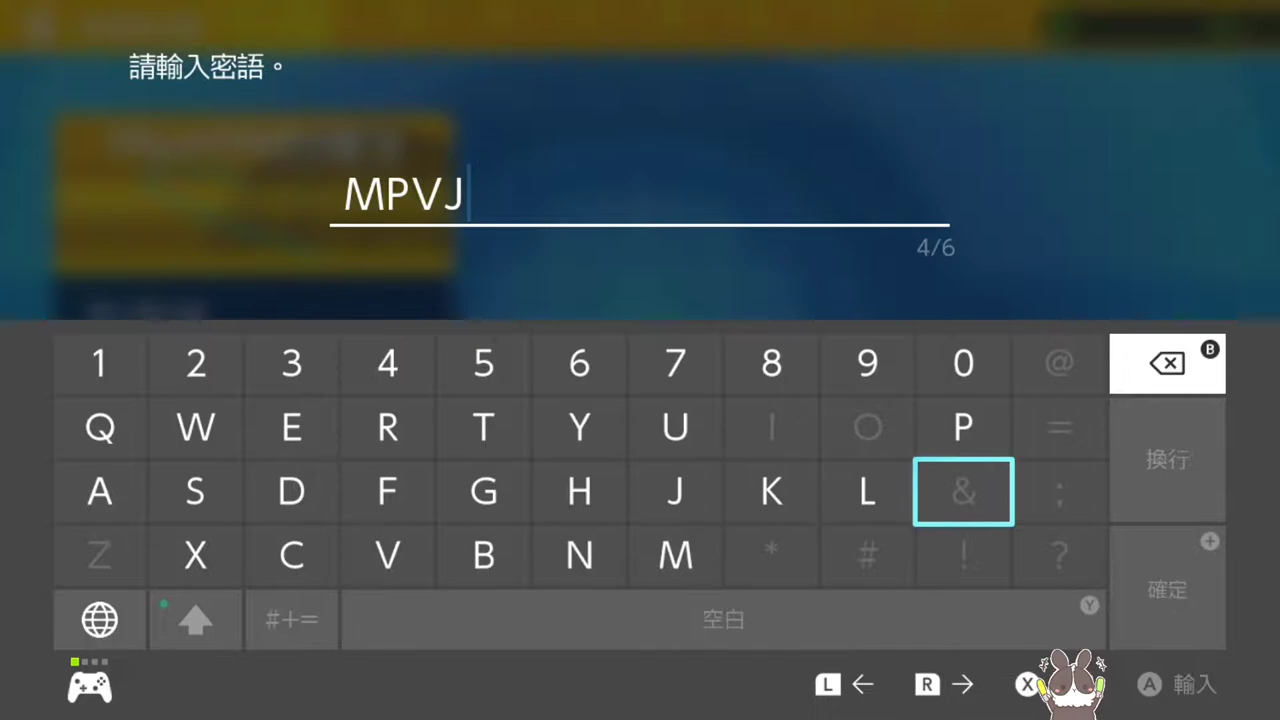 請輸入密語。
MPVJ
4/6
1 2 3 4 5 6 7 8 9 0 @ B
Q W E R T Y U I O P =
A S D F G H J K L & ; 換行
Z X C V B N M * # ! ? + 確定
#+= 空白 Y
L ← R → X A 輸入